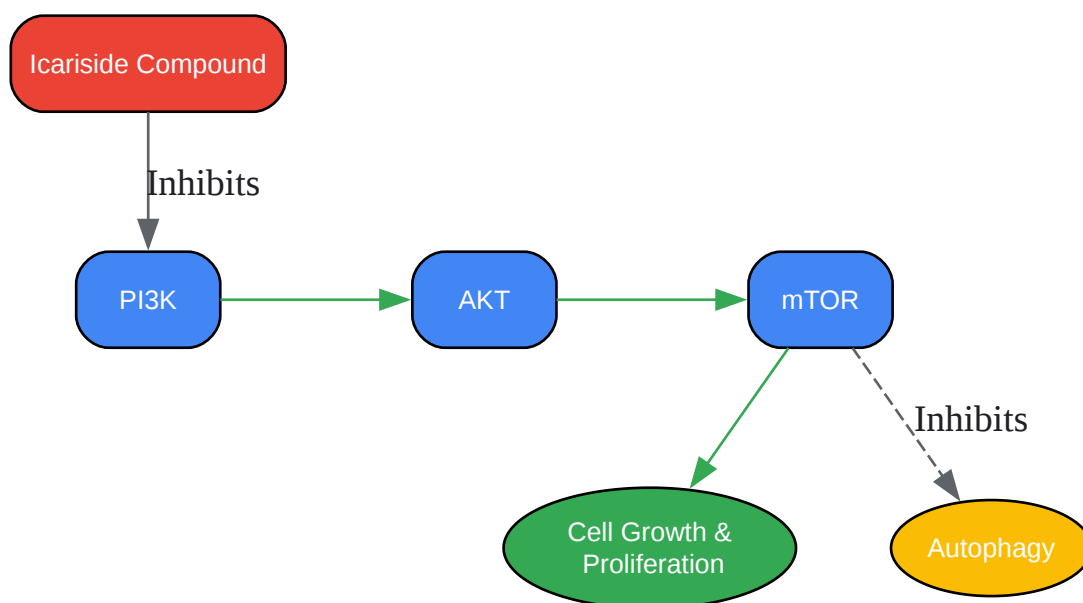 Icariside Compound
Inhibits
PI3K
AKT
mTOR
Inhibits
Cell Growth &
Proliferation
Autophagy